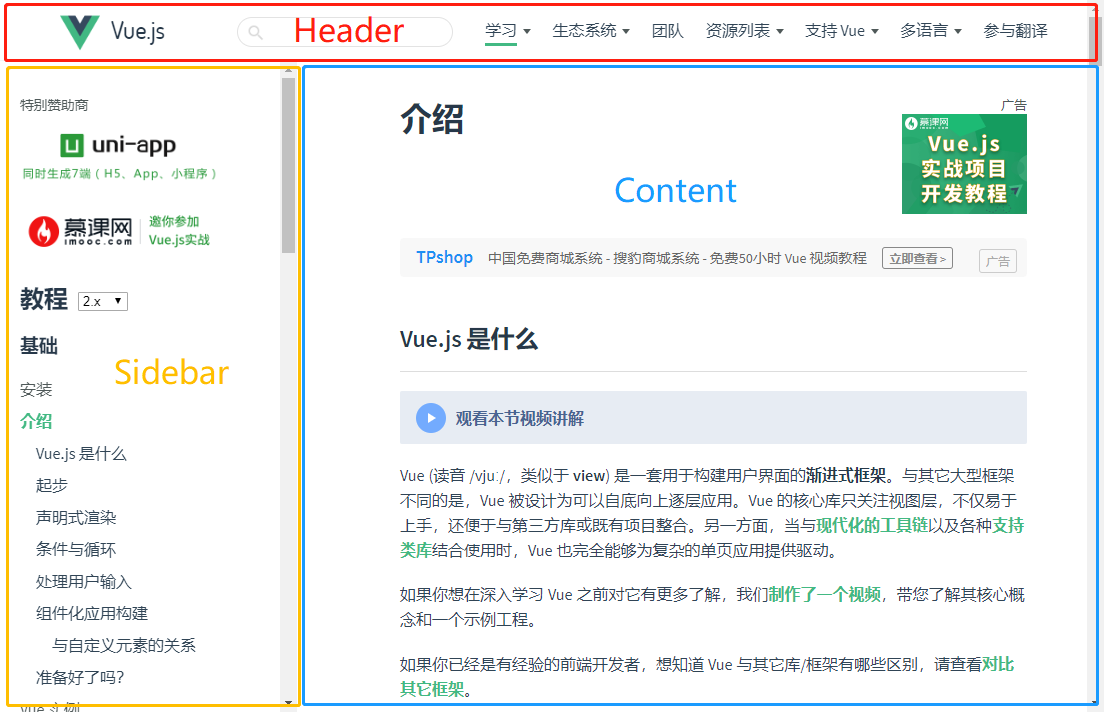 Vue.js
Header
学习
生态系统
团队
资源列表
支持 Vue
多语言
参与翻译
特别赞助商
uni-app
同时生成7端（H5、App、小程序）
慕课网
imooc.com
邀你参加
Vue.js实战
教程
2.x
基础
Sidebar
安装
介绍
Vue.js 是什么
起步
声明式渲染
条件与循环
处理用户输入
组件化应用构建
与自定义元素的关系
准备好了吗？
Vue 实例
介绍
Content
广告
慕课网
Vue.js
实战项目
开发教程
TPshop 中国免费商城系统 - 搜豹商城系统 - 免费50小时 Vue 视频教程 立即查看> 广告
Vue.js 是什么
观看本节视频讲解
Vue (读音 /vjuː/，类似于 view) 是一套用于构建用户界面的渐进式框架。与其它大型框架
不同的是，Vue 被设计为可以自底向上逐层应用。Vue 的核心库只关注视图层，不仅易于
上手，还便于与第三方库或既有项目整合。另一方面，当与现代化的工具链以及各种支持
类库结合使用时，Vue 也完全能够为复杂的单页应用提供驱动。
如果你想在深入学习 Vue 之前对它有更多了解，我们制作了一个视频，带您了解其核心概
念和一个示例工程。
如果你已经是有经验的前端开发者，想知道 Vue 与其它库/框架有哪些区别，请查看对比
其它框架。